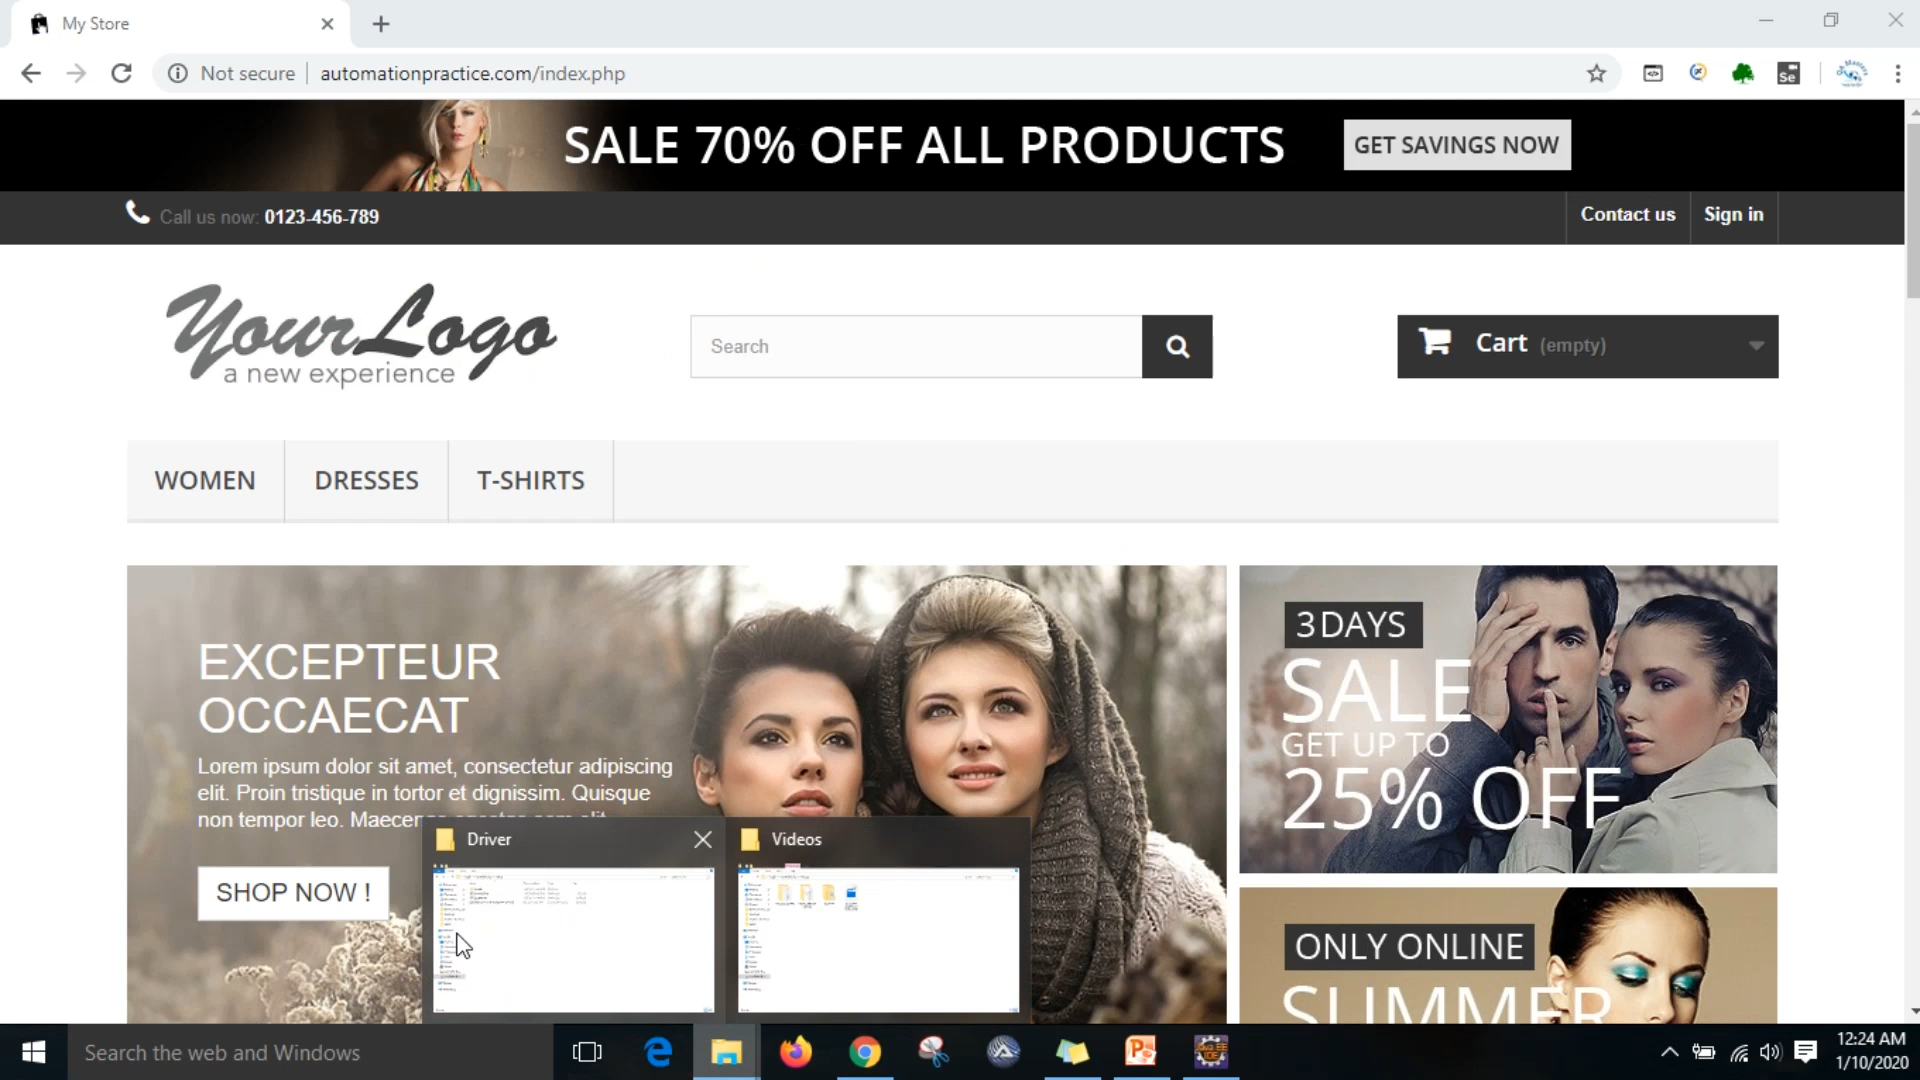 My Store
Not secure
automationpractice.com/index.php
Se
SALE 70% OFF ALL PRODUCTS
GET SAVINGS NOW
Call us now: 0123-456-789
Contact us
Sign in
Your Logo
a new experience
Search
Cart (empty)
WOMEN
DRESSES
T-SHIRTS
EXCEPTEUR
OCCAECAT
Lorem ipsum dolor sit amet, consectetur adipiscing
elit. Proin tristique in tortor et dignissim. Quisque
non tempor leo.
SHOP NOW !
3 DAYS
SALE
GET UP TO
25% OFF
ONLY ONLINE
SUMMER
Driver
Videos
Search the web and Windows
12:24 AM
1/10/2020